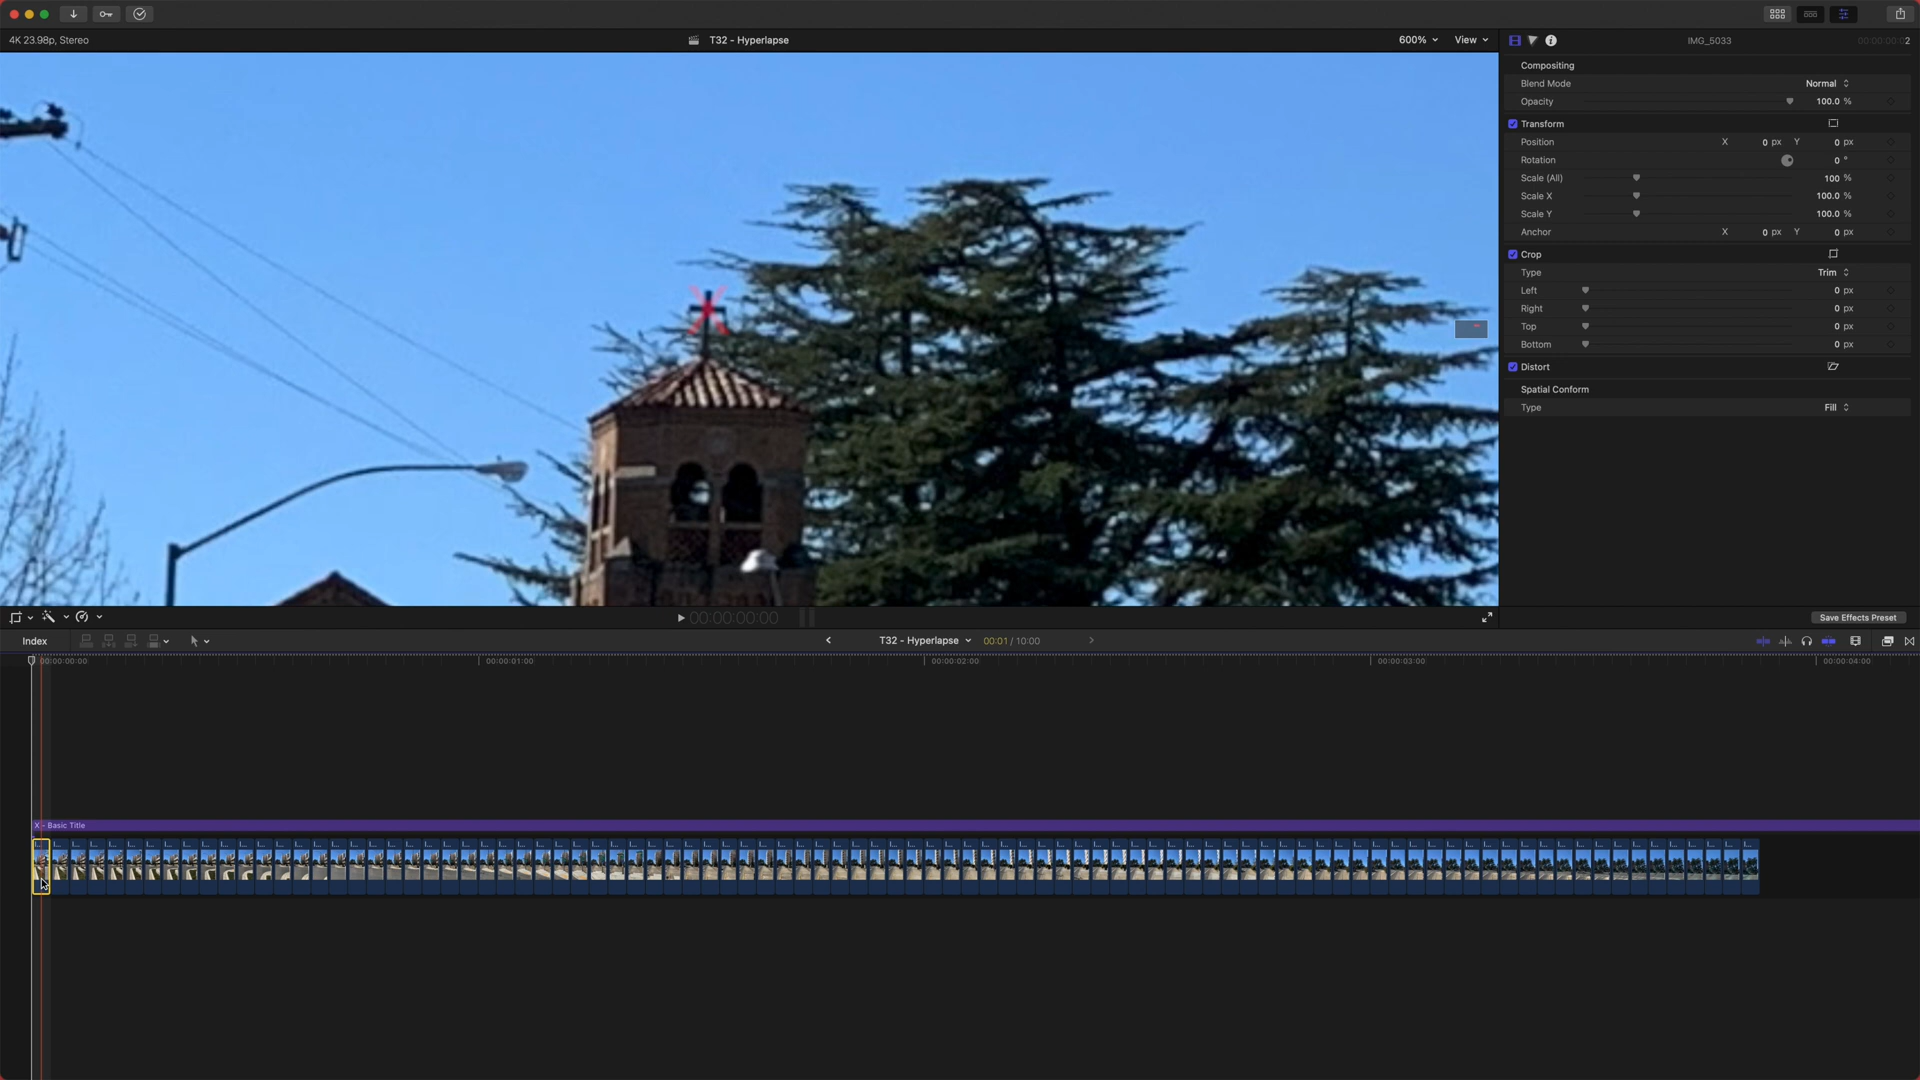 4K 23.98p, Stereo
T32 - Hyperlapse
600%
View
IMG_5033
00:00:00:02
Compositing
Blend Mode
Normal
Opacity
100.0 %
Transform
Position
X 0 px Y 0 px
Rotation
0 °
Scale (All)
100 %
Scale X
100.0 %
Scale Y
100.0 %
Anchor
X 0 px Y 0 px
Crop
Type
Trim
Left
0 px
Right
0 px
Top
0 px
Bottom
0 px
Distort
Spatial Conform
Type
Fill
X
00:00:00:00
Save Effects Preset
Index
T32 - Hyperlapse
00:01 / 10:00
00:00:00:00
00:00:01:00
00:00:02:00
00:00:03:00
00:00:04:00
X - Basic Title